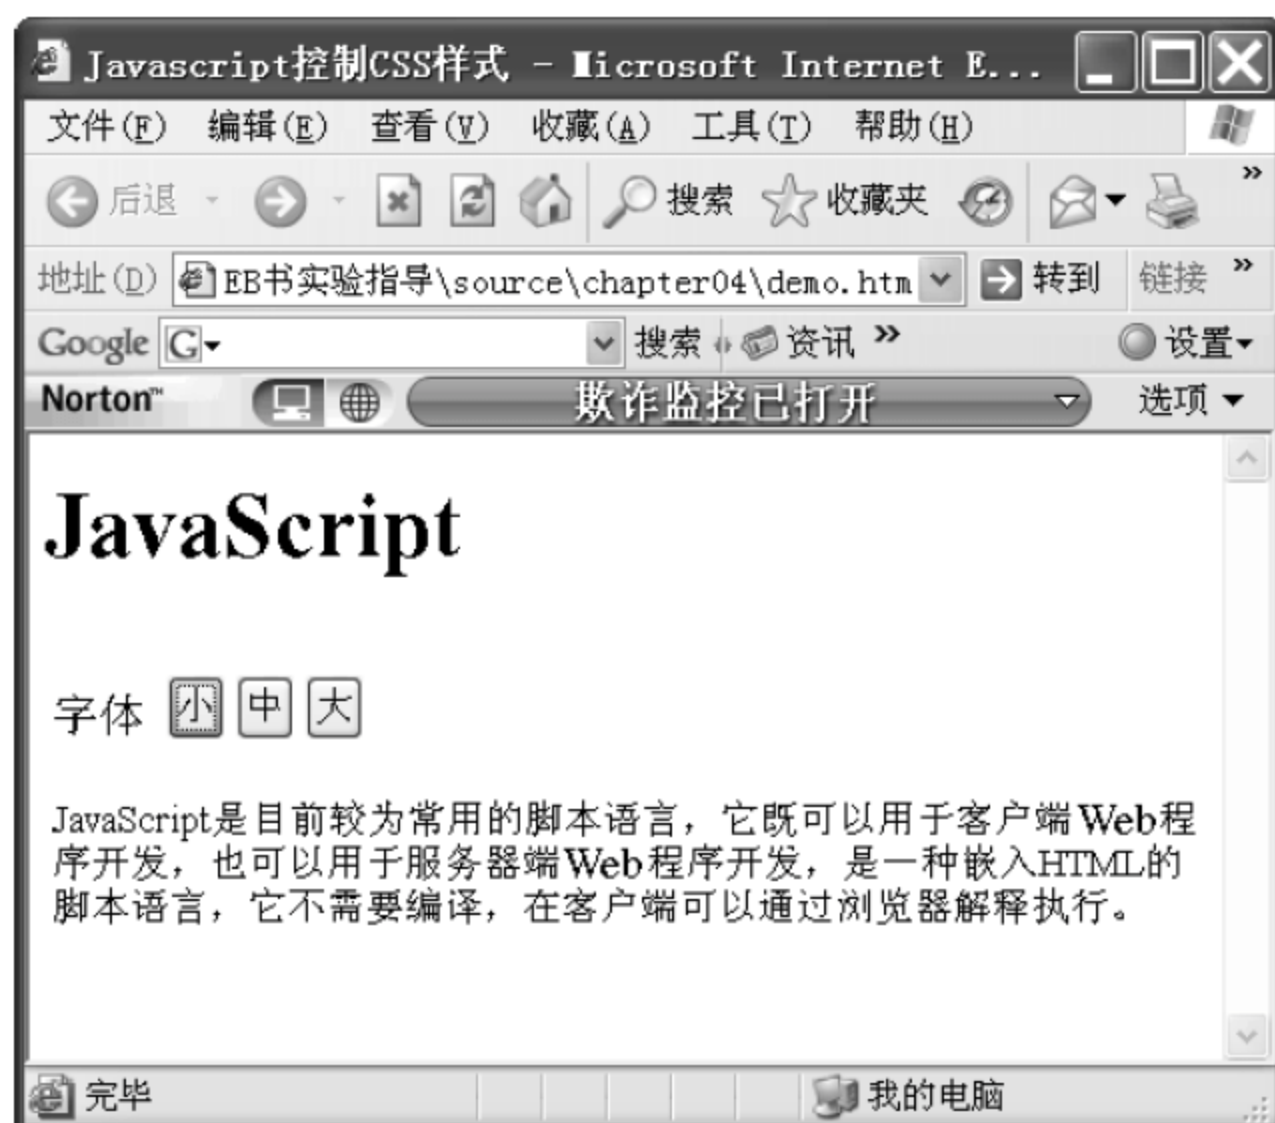 Javascript控制CSS样式 - Microsoft Internet E...
文件(F) 编辑(E) 查看(V) 收藏(A) 工具(T) 帮助(H)
后退 搜索 收藏夹 »
地址(D) EB书实验指导\source\chapter04\demo.htm 转到 链接 »
Google G 搜索 资讯 » 设置
Norton™ 欺诈监控已打开 选项
JavaScript
字体 小 中 大
JavaScript是目前较为常用的脚本语言，它既可以用于客户端Web程
序开发，也可以用于服务器端Web程序开发，是一种嵌入HTML的
脚本语言，它不需要编译，在客户端可以通过浏览器解释执行。
完毕 我的电脑